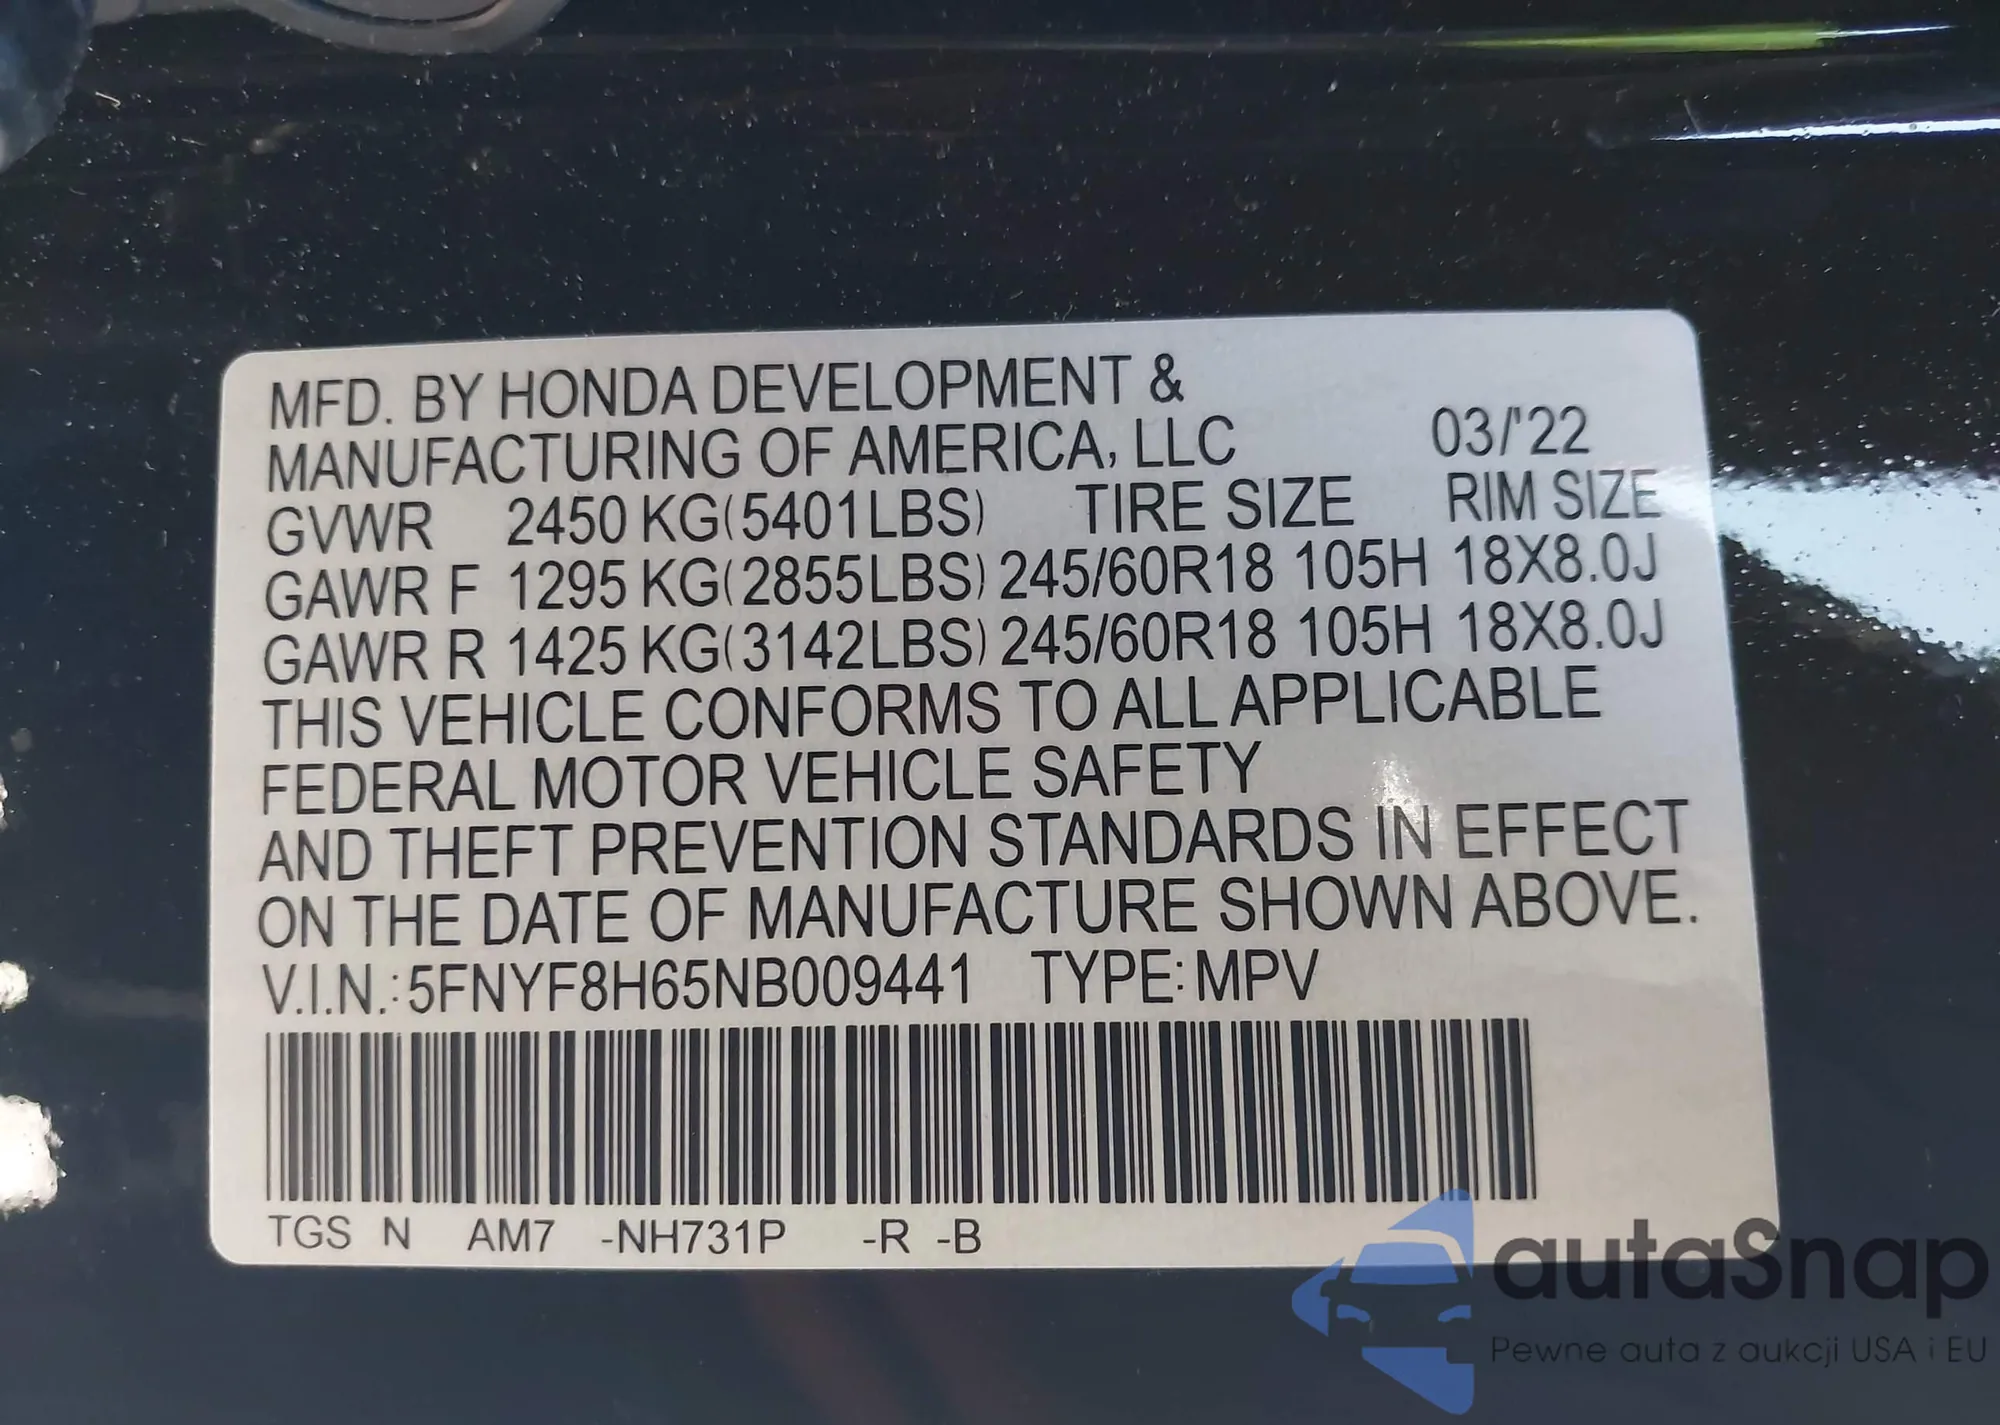 MFD. BY HONDA DEVELOPMENT &
MANUFACTURING OF AMERICA, LLC 03/'22
GVWR 2450 KG(5401LBS) TIRE SIZE RIM SIZE
GAWR F 1295 KG(2855LBS) 245/60R18 105H 18X8.0J
GAWR R 1425 KG(3142LBS) 245/60R18 105H 18X8.0J
THIS VEHICLE CONFORMS TO ALL APPLICABLE
FEDERAL MOTOR VEHICLE SAFETY
AND THEFT PREVENTION STANDARDS IN EFFECT
ON THE DATE OF MANUFACTURE SHOWN ABOVE.
V.I.N.:5FNYF8H65NB009441 TYPE:MPV
TGS N AM7 -NH731P -R -B
autaSnap
Pewne auta z aukcji USA i EU